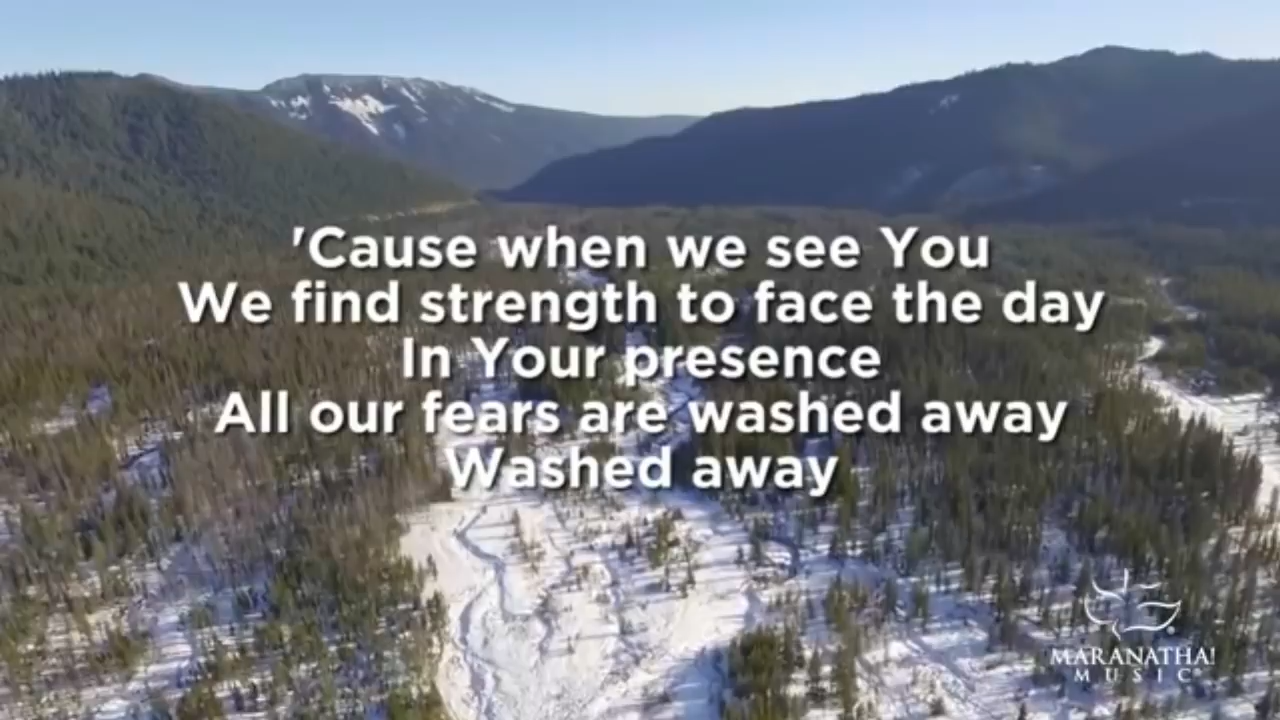 'Cause when we see You
We find strength to face the day
In Your presence
All our fears are washed away
Washed away
MARANATHA!
MUSIC